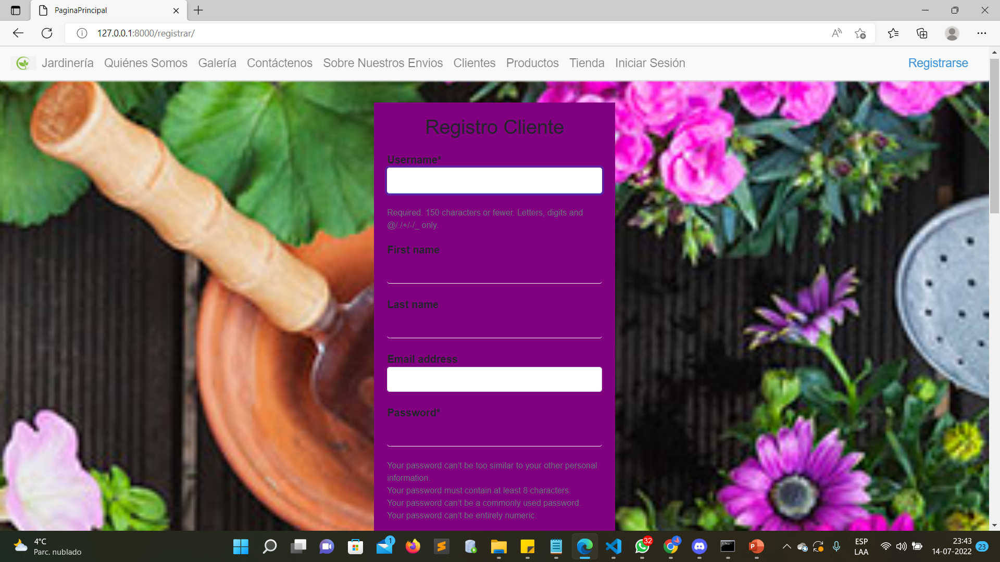 PaginaPrincipal
127.0.0.1:8000/registrar/
Jardinería Quiénes Somos Galería Contáctenos Sobre Nuestros Envios Clientes Productos Tienda Iniciar Sesión Registrarse
Registro Cliente
Username*
Required. 150 characters or fewer. Letters, digits and
@/./+/-/_ only.
First name
Last name
Email address
Password*
Your password can't be too similar to your other personal
information.
Your password must contain at least 8 characters.
Your password can't be a commonly used password.
Your password can't be entirely numeric.
4°C
Parc. nublado
1
32
4
ESP
LAA
23:43
14-07-2022
23